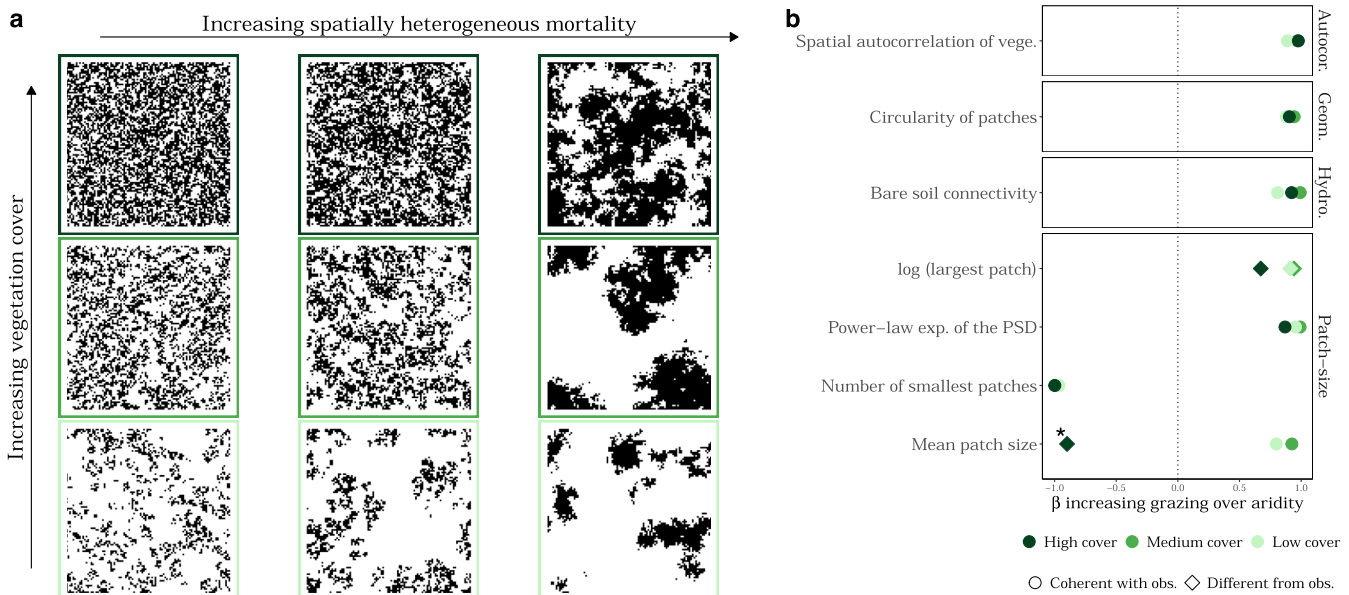 a
Increasing spatially heterogeneous mortality
Increasing vegetation cover
b
Spatial autocorrelation of vege.
Autocor.
Circularity of patches
Geom.
Bare soil connectivity
Hydro.
log (largest patch)
Power–law exp. of the PSD
Number of smallest patches
*
Mean patch size
Patch–size
−1.0 −0.5 0.0 0.5 1.0
β increasing grazing over aridity
High cover Medium cover Low cover
Coherent with obs. Different from obs.